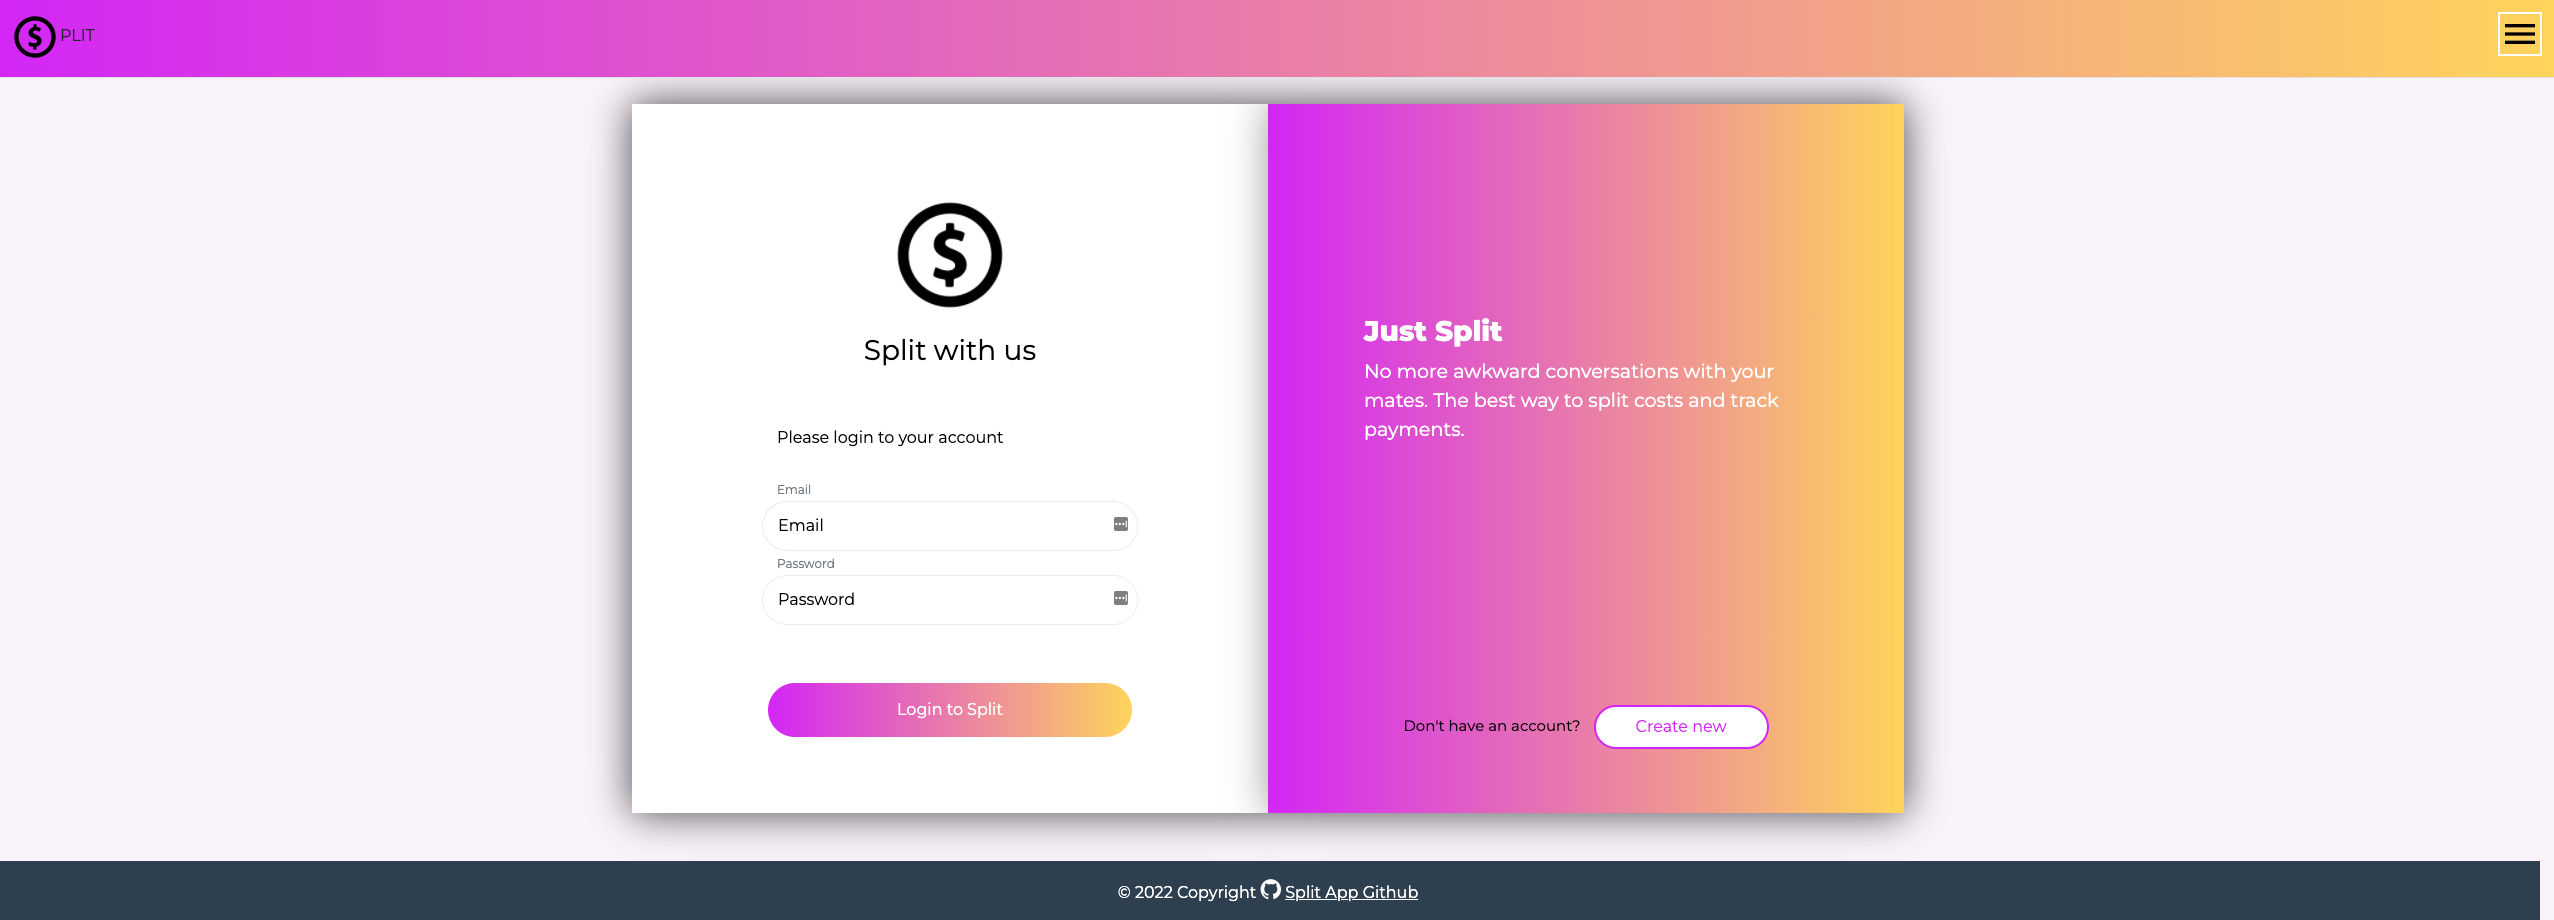 $ PLIT
$
Split with us
Please login to your account
Email
Email
Password
Password
Login to Split
Just Split
No more awkward conversations with your
mates. The best way to split costs and track
payments.
Don't have an account? Create new
© 2022 Copyright Split App Github